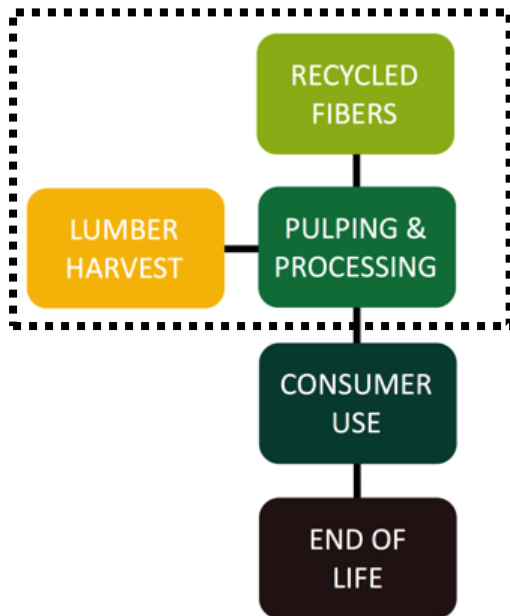 RECYCLED
FIBERS
LUMBER
HARVEST
PULPING &
PROCESSING
CONSUMER
USE
END OF
LIFE